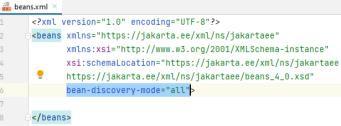 beans.xml
1 <?xml version="1.0" encoding="UTF-8"?>
2 <beans xmlns="https://jakarta.ee/xml/ns/jakartaee"
3 xmlns:xsi="http://www.w3.org/2001/XMLSchema-instance"
4 xsi:schemaLocation="https://jakarta.ee/xml/ns/jakartaee
5 https://jakarta.ee/xml/ns/jakartaee/beans_4_0.xsd"
6 bean-discovery-mode="all">
7
8 </beans>